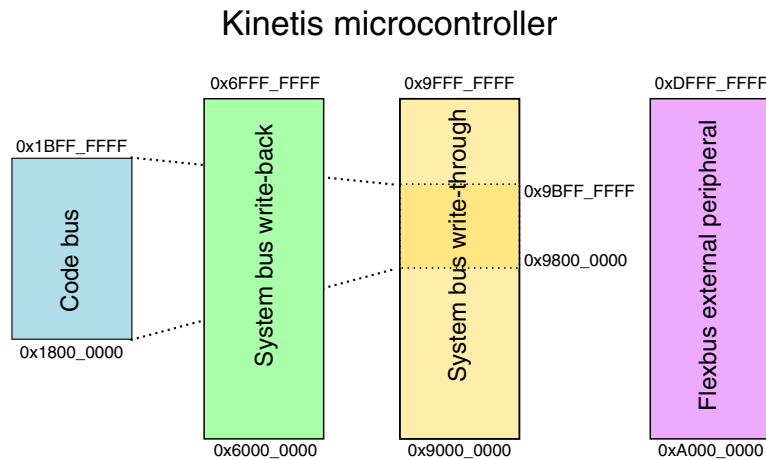 Kinetis microcontroller
0x6FFF_FFFF
0x9FFF_FFFF
0xDFFF_FFFF
0x1BFF_FFFF
0x9BFF_FFFF
Code bus
System bus write-back
System bus write-through
Flexbus external peripheral
0x9800_0000
0x1800_0000
0x6000_0000
0x9000_0000
0xA000_0000